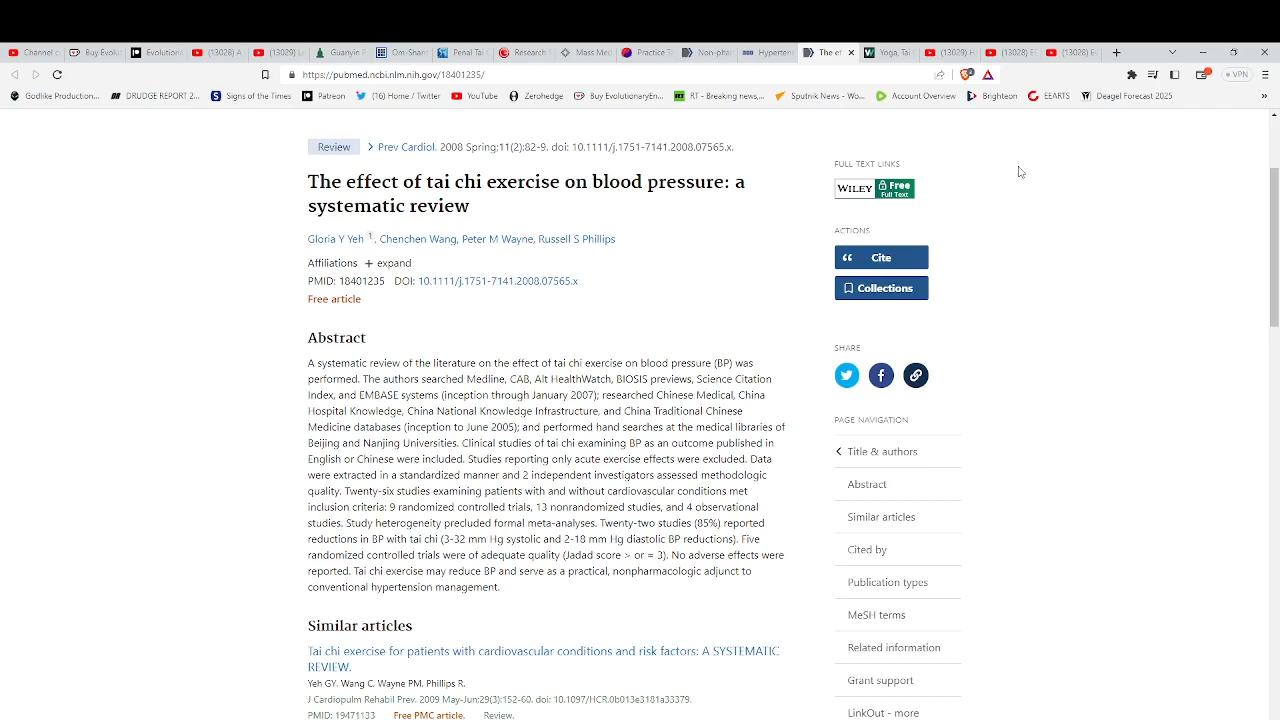 Channel c
Buy Evolut
Evolution
(13028) A
(13029) L
Guanyin B
Om-Shant
Penal Tai
Research
Mass Med
Practice T
Non-phar
Hypertens
The ef
Yoga, Tai
(13029) H
(13028) E
(13028) E
https://pubmed.ncbi.nlm.nih.gov/18401235/
VPN
Godlike Production...
DRUDGE REPORT 2...
Signs of the Times
Patreon
(16) Home / Twitter
YouTube
Zerohedge
Buy EvolutionaryEn...
RT - Breaking news,...
Sputnik News - Wo...
Account Overview
Brighteon
EEARTS
Deagel Forecast 2025
»
Review
Prev Cardiol. 2008 Spring;11(2):82-9. doi: 10.1111/j.1751-7141.2008.07565.x.
The effect of tai chi exercise on blood pressure: a
systematic review
Gloria Y Yeh 1, Chenchen Wang, Peter M Wayne, Russell S Phillips
Affiliations + expand
PMID: 18401235 DOI: 10.1111/j.1751-7141.2008.07565.x
Free article
Abstract
A systematic review of the literature on the effect of tai chi exercise on blood pressure (BP) was
performed. The authors searched Medline, CAB, Alt HealthWatch, BIOSIS previews, Science Citation
Index, and EMBASE systems (inception through January 2007); researched Chinese Medical, China
Hospital Knowledge, China National Knowledge Infrastructure, and China Traditional Chinese
Medicine databases (inception to June 2005); and performed hand searches at the medical libraries of
Beijing and Nanjing Universities. Clinical studies of tai chi examining BP as an outcome published in
English or Chinese were included. Studies reporting only acute exercise effects were excluded. Data
were extracted in a standardized manner and 2 independent investigators assessed methodologic
quality. Twenty-six studies examining patients with and without cardiovascular conditions met
inclusion criteria: 9 randomized controlled trials, 13 nonrandomized studies, and 4 observational
studies. Study heterogeneity precluded formal meta-analyses. Twenty-two studies (85%) reported
reductions in BP with tai chi (3-32 mm Hg systolic and 2-18 mm Hg diastolic BP reductions). Five
randomized controlled trials were of adequate quality (Jadad score > or = 3). No adverse effects were
reported. Tai chi exercise may reduce BP and serve as a practical, nonpharmacologic adjunct to
conventional hypertension management.
Similar articles
Tai chi exercise for patients with cardiovascular conditions and risk factors: A SYSTEMATIC
REVIEW.
Yeh GY, Wang C, Wayne PM, Phillips R.
J Cardiopulm Rehabil Prev. 2009 May-Jun;29(3):152-60. doi: 10.1097/HCR.0b013e3181a33379.
PMID: 19471133 Free PMC article. Review.
FULL TEXT LINKS
WILEY Free
Full Text
ACTIONS
Cite
Collections
SHARE
PAGE NAVIGATION
Title & authors
Abstract
Similar articles
Cited by
Publication types
MeSH terms
Related information
Grant support
LinkOut - more